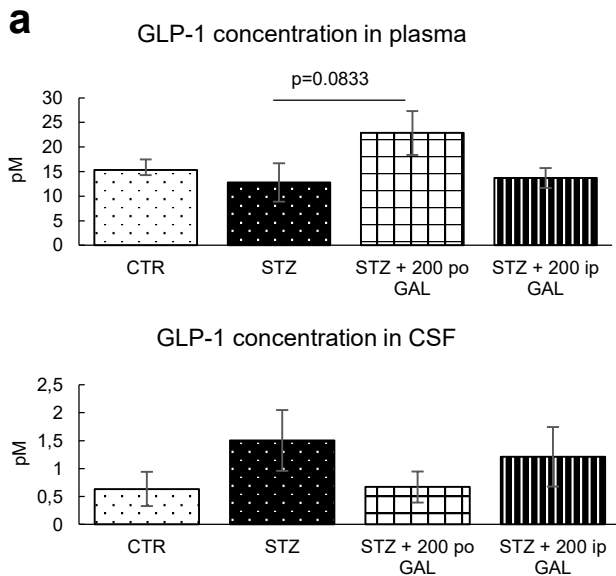 a
GLP-1 concentration in plasma
p=0.0833
30
25
20
15
10
5
0
pM
CTR
STZ
STZ + 200 po
GAL
STZ + 200 ip
GAL
GLP-1 concentration in CSF
2,5
2
1,5
1
0,5
0
pM
CTR
STZ
STZ + 200 po
GAL
STZ + 200 ip
GAL